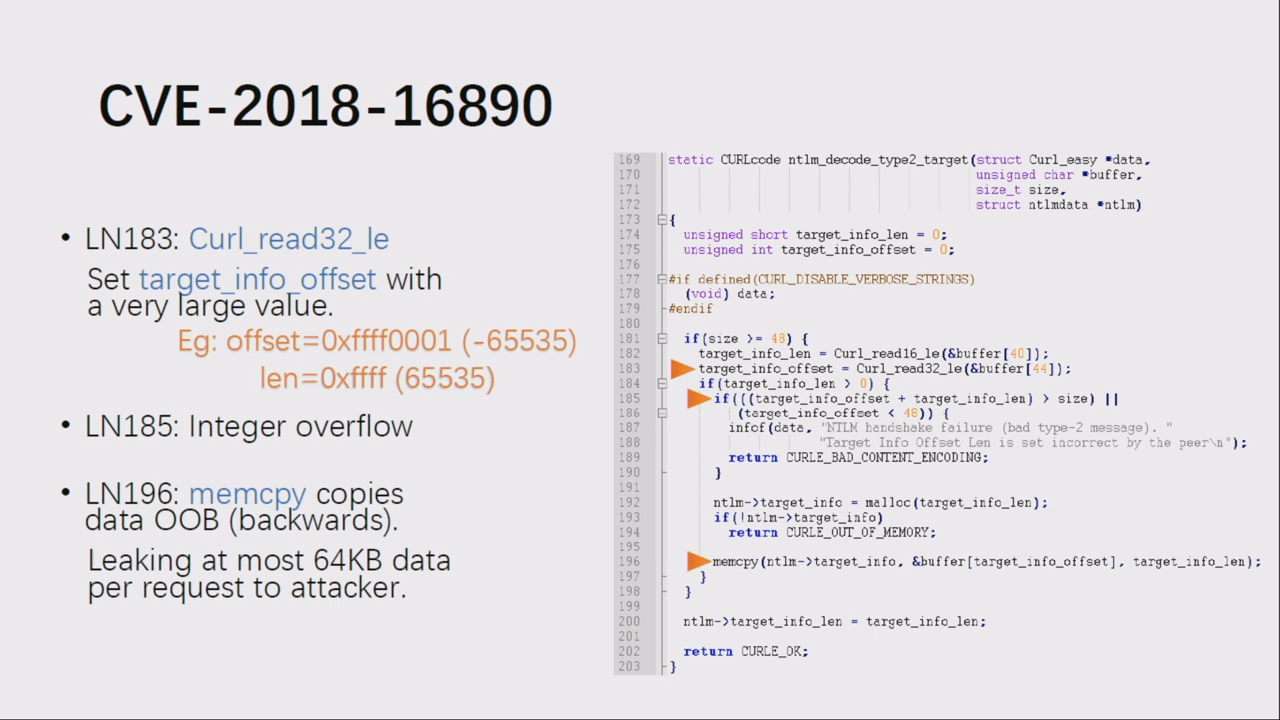 CVE-2018-16890
• LN183: Curl_read32_le
Set target_info_offset with
a very large value.
Eg: offset=0xffff0001 (-65535)
len=0xffff (65535)
• LN185: Integer overflow
• LN196: memcpy copies
data OOB (backwards).
Leaking at most 64KB data
per request to attacker.
169 static CURLcode ntlm_decode_type2_target(struct Curl_easy *data,
170 unsigned char *buffer,
171 size_t size,
172 struct ntlmdata *ntlm)
173 {
174 unsigned short target_info_len = 0;
175 unsigned int target_info_offset = 0;
176
177 #if defined(CURL_DISABLE_VERBOSE_STRINGS)
178 (void) data;
179 #endif
180
181 if(size >= 48) {
182 target_info_len = Curl_read16_le(&buffer[40]);
183 target_info_offset = Curl_read32_le(&buffer[44]);
184 if(target_info_len > 0) {
185 if(((target_info_offset + target_info_len) > size) ||
186 (target_info_offset < 48)) {
187 infof(data, "NTLM handshake failure (bad type-2 message). "
188 "Target Info Offset Len is set incorrect by the peer\n");
189 return CURLE_BAD_CONTENT_ENCODING;
190 }
191
192 ntlm->target_info = malloc(target_info_len);
193 if(!ntlm->target_info)
194 return CURLE_OUT_OF_MEMORY;
195
196 memcpy(ntlm->target_info, &buffer[target_info_offset], target_info_len);
197 }
198 }
199
200 ntlm->target_info_len = target_info_len;
201
202 return CURLE_OK;
203 }